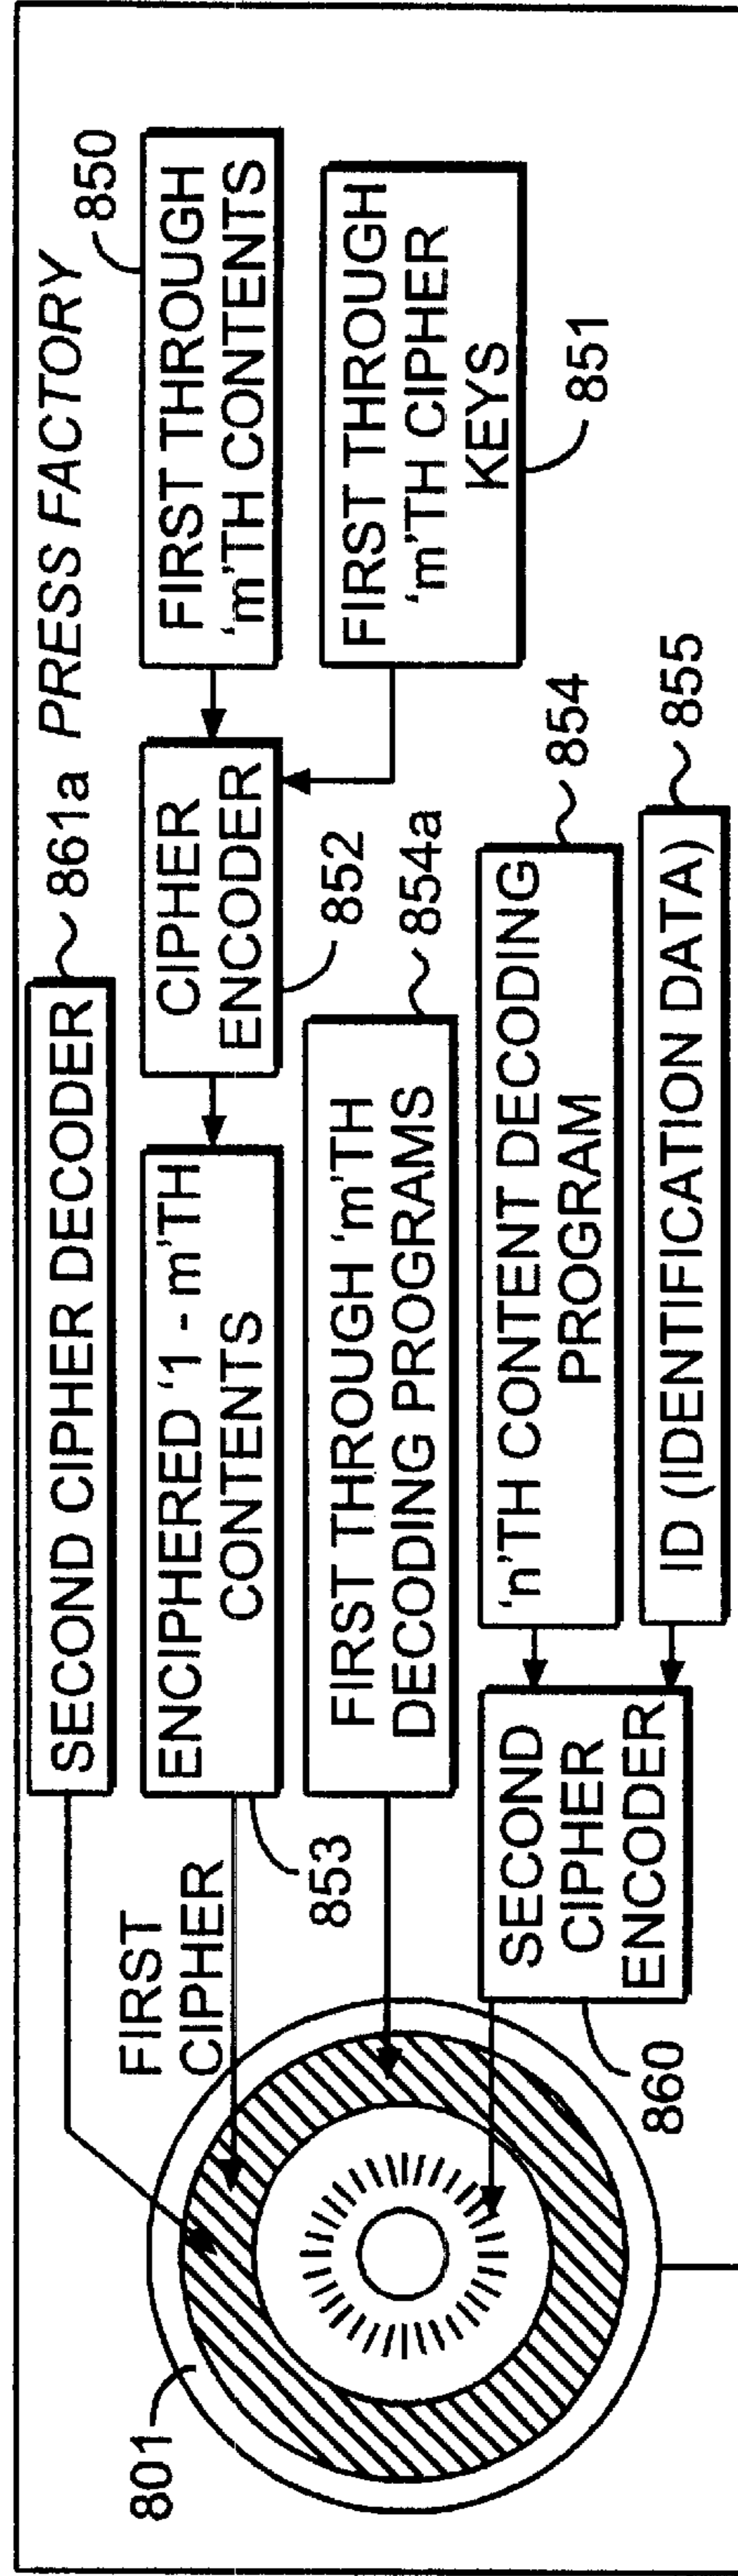 PRESS FACTORY
SECOND CIPHER DECODER
861a
FIRST THROUGH
‘m’TH CONTENTS
850
CIPHER
ENCODER
852
ENCIPHERED ‘1 - m’TH
CONTENTS
853
FIRST
CIPHER
FIRST THROUGH
‘m’TH CIPHER
KEYS
851
FIRST THROUGH ‘m’TH
DECODING PROGRAMS
854a
‘n’TH CONTENT DECODING
PROGRAM
854
SECOND
CIPHER
ENCODER
860
ID (IDENTIFICATION DATA)
855
801